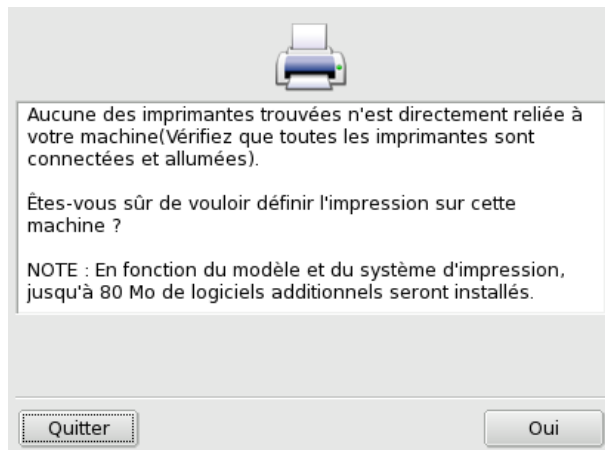 Aucune des imprimantes trouvées n'est directement reliée à
votre machine(Vérifiez que toutes les imprimantes sont
connectées et allumées).
Êtes-vous sûr de vouloir définir l'impression sur cette
machine ?
NOTE : En fonction du modèle et du système d'impression,
jusqu'à 80 Mo de logiciels additionnels seront installés.
Quitter
Oui